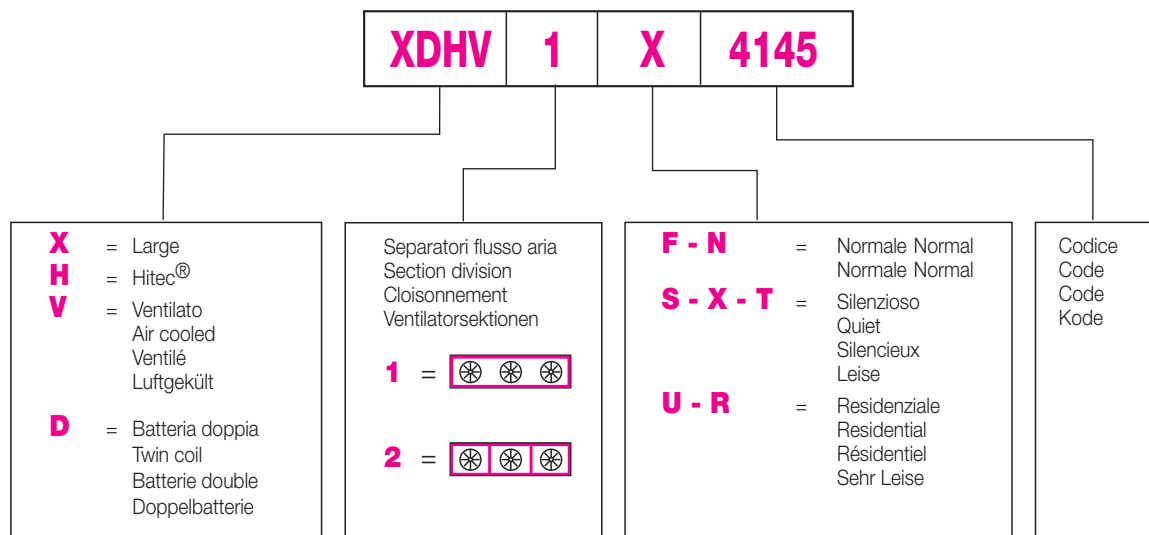 XDHV 1 X 4145
X = Large
H = Hitec®
V = Ventilato
Air cooled
Ventilé
Luftgekült
D = Batteria doppia
Twin coil
Batterie double
Doppelbatterie
Separatori flusso aria
Section division
Cloisonnement
Ventilatorsektionen
1 =
2 =
F - N = Normale Normal
Normale Normal
S - X - T = Silenzioso
Quiet
Silencieux
Leise
U - R = Residenziale
Residential
Résidentiel
Sehr Leise
Codice
Code
Code
Kode